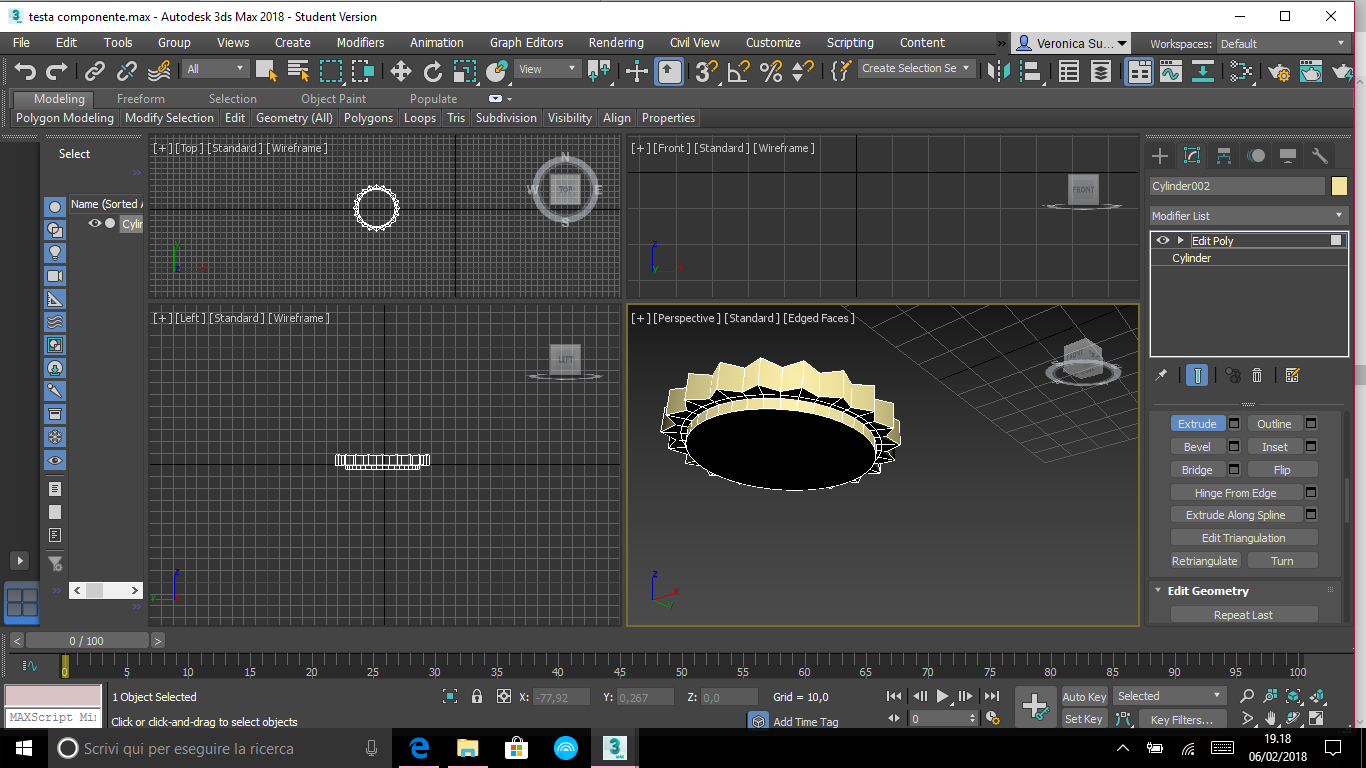 testa componente.max - Autodesk 3ds Max 2018 - Student Version
File Edit Tools Group Views Create Modifiers Animation Graph Editors Rendering Civil View Customize Scripting Content » Veronica Su... Workspaces: Default
All View 3 Create Selection Se
Modeling Freeform Selection Object Paint Populate
Polygon Modeling Modify Selection Edit Geometry (All) Polygons Loops Tris Subdivision Visibility Align Properties
Select
Name (Sorted A
Cylin
[+] [Top] [Standard] [Wireframe]
N
W TOP E
S
y
[+] [Front] [Standard] [Wireframe]
FRONT
z
[+] [Left] [Standard] [Wireframe]
LEFT
z
y
[+] [Perspective] [Standard] [Edged Faces]
z
x
y
Cylinder002
Modifier List
Edit Poly
Cylinder
Extrude Outline
Bevel Inset
Bridge Flip
Hinge From Edge
Extrude Along Spline
Edit Triangulation
Retriangulate Turn
Edit Geometry
Repeat Last
< 0 / 100 >
0 5 10 15 20 25 30 35 40 45 50 55 60 65 70 75 80 85 90 95 100
1 Object Selected X: -77,92 Y: 0,267 Z: 0,0 Grid = 10,0 Auto Key Selected
MAXScript Mi
Click or click-and-drag to select objects Add Time Tag 0 Set Key Key Filters...
Scrivi qui per eseguire la ricerca
3
MAX
19.18
06/02/2018